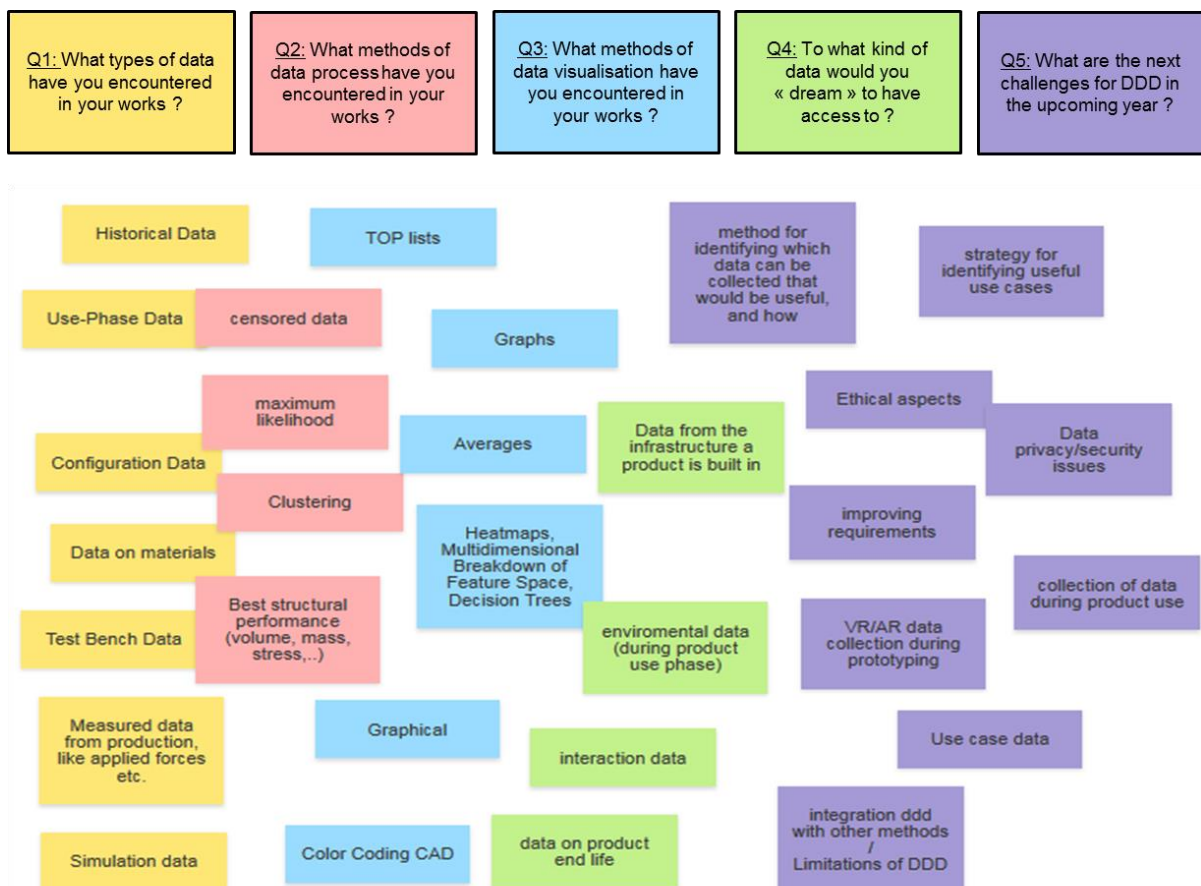 Q1: What types of data
have you encountered
in your works ?
Q2: What methods of
data process have you
encountered in your
works ?
Q3: What methods of
data visualisation have
you encountered in
your works ?
Q4: To what kind of
data would you
« dream » to have
access to ?
Q5: What are the next
challenges for DDD in
the upcoming year ?
Historical Data
TOP lists
method for
identifying which
data can be
collected that
would be useful,
and how
strategy for
identifying useful
use cases
Use-Phase Data
censored data
Graphs
maximum
likelihood
Averages
Data from the
infrastructure a
product is built in
Ethical aspects
Data
privacy/security
issues
Configuration Data
Clustering
Heatmaps,
Multidimensional
Breakdown of
Feature Space,
Decision Trees
improving
requirements
Data on materials
collection of data
during product use
Test Bench Data
Best structural
performance
(volume, mass,
stress,..)
enviromental data
(during product
use phase)
VR/AR data
collection during
prototyping
Measured data
from production,
like applied forces
etc.
Graphical
interaction data
Use case data
Simulation data
Color Coding CAD
data on product
end life
integration ddd
with other methods
/
Limitations of DDD